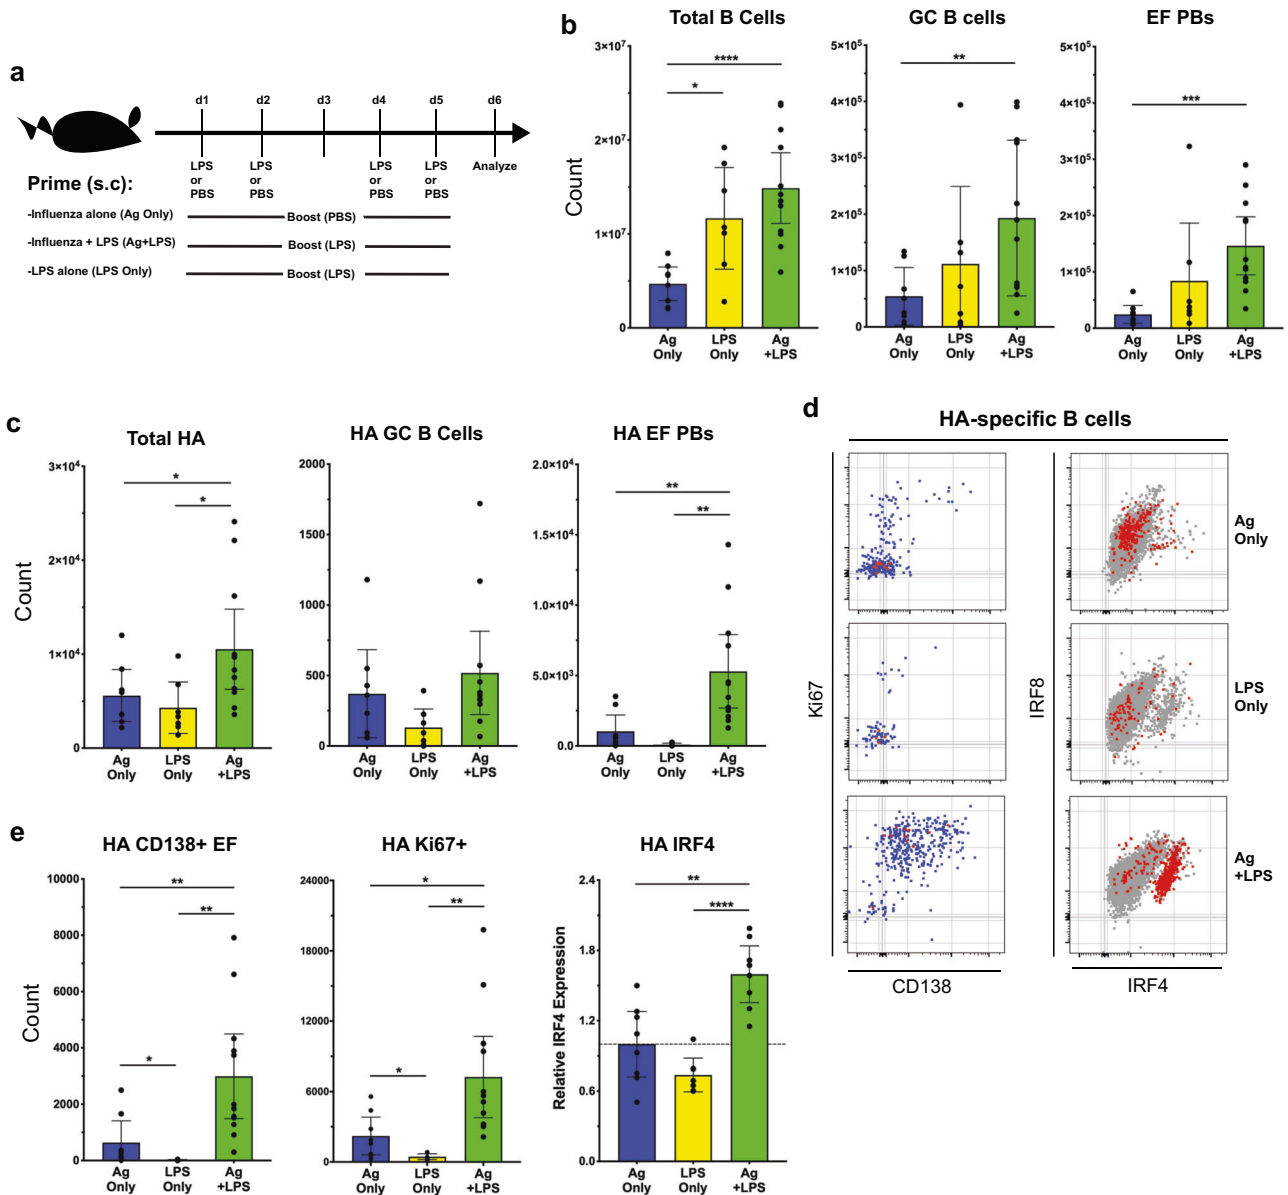 a
d1 d2 d3 d4 d5 d6
LPS or PBS
LPS or PBS
LPS or PBS
LPS or PBS
Analyze
Prime (s.c):
-Influenza alone (Ag Only) Boost (PBS)
-Influenza + LPS (Ag+LPS) Boost (LPS)
-LPS alone (LPS Only) Boost (LPS)
b
Total B Cells
Count
3×10⁷
2×10⁷
1×10⁷
0
****
*
Ag Only
LPS Only
Ag +LPS
GC B cells
5×10⁵
4×10⁵
3×10⁵
2×10⁵
1×10⁵
0
**
Ag Only
LPS Only
Ag +LPS
EF PBs
5×10⁵
4×10⁵
3×10⁵
2×10⁵
1×10⁵
0
***
Ag Only
LPS Only
Ag +LPS
c
Total HA
Count
3×10⁴
2×10⁴
1×10⁴
0
*
*
Ag Only
LPS Only
Ag +LPS
HA GC B Cells
2000
1500
1000
500
0
Ag Only
LPS Only
Ag +LPS
HA EF PBs
2.0×10⁴
1.5×10⁴
1.0×10⁴
5.0×10³
0.0
**
**
Ag Only
LPS Only
Ag +LPS
d
HA-specific B cells
Ki67
CD138
IRF8
IRF4
Ag Only
LPS Only
Ag +LPS
e
HA CD138+ EF
Count
10000
8000
6000
4000
2000
0
**
**
*
Ag Only
LPS Only
Ag +LPS
HA Ki67+
24000
18000
12000
6000
0
*
**
*
Ag Only
LPS Only
Ag +LPS
HA IRF4
Relative IRF4 Expression
2.4
1.8
1.2
0.6
0.0
**
****
Ag Only
LPS Only
Ag +LPS